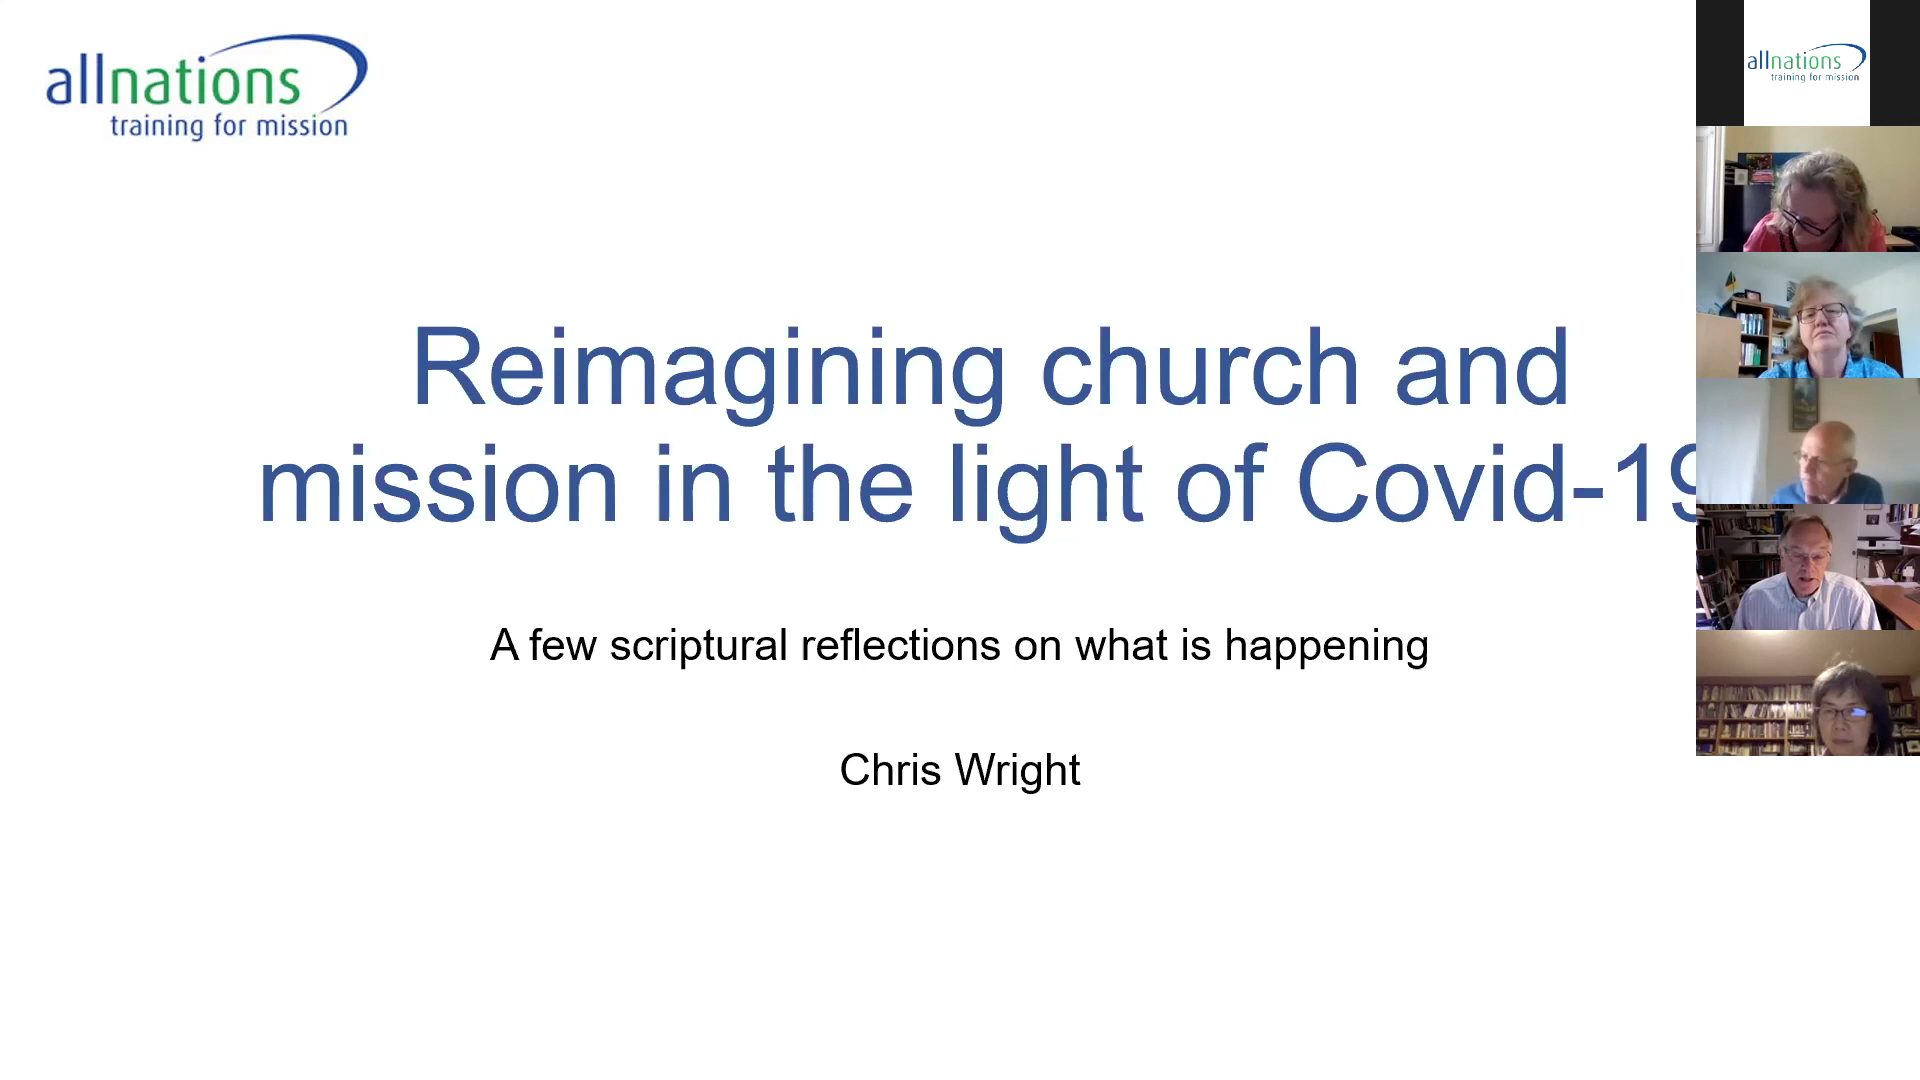 allnations
training for mission
allnations
training for mission
Reimagining church and
mission in the light of Covid-19
A few scriptural reflections on what is happening
Chris Wright